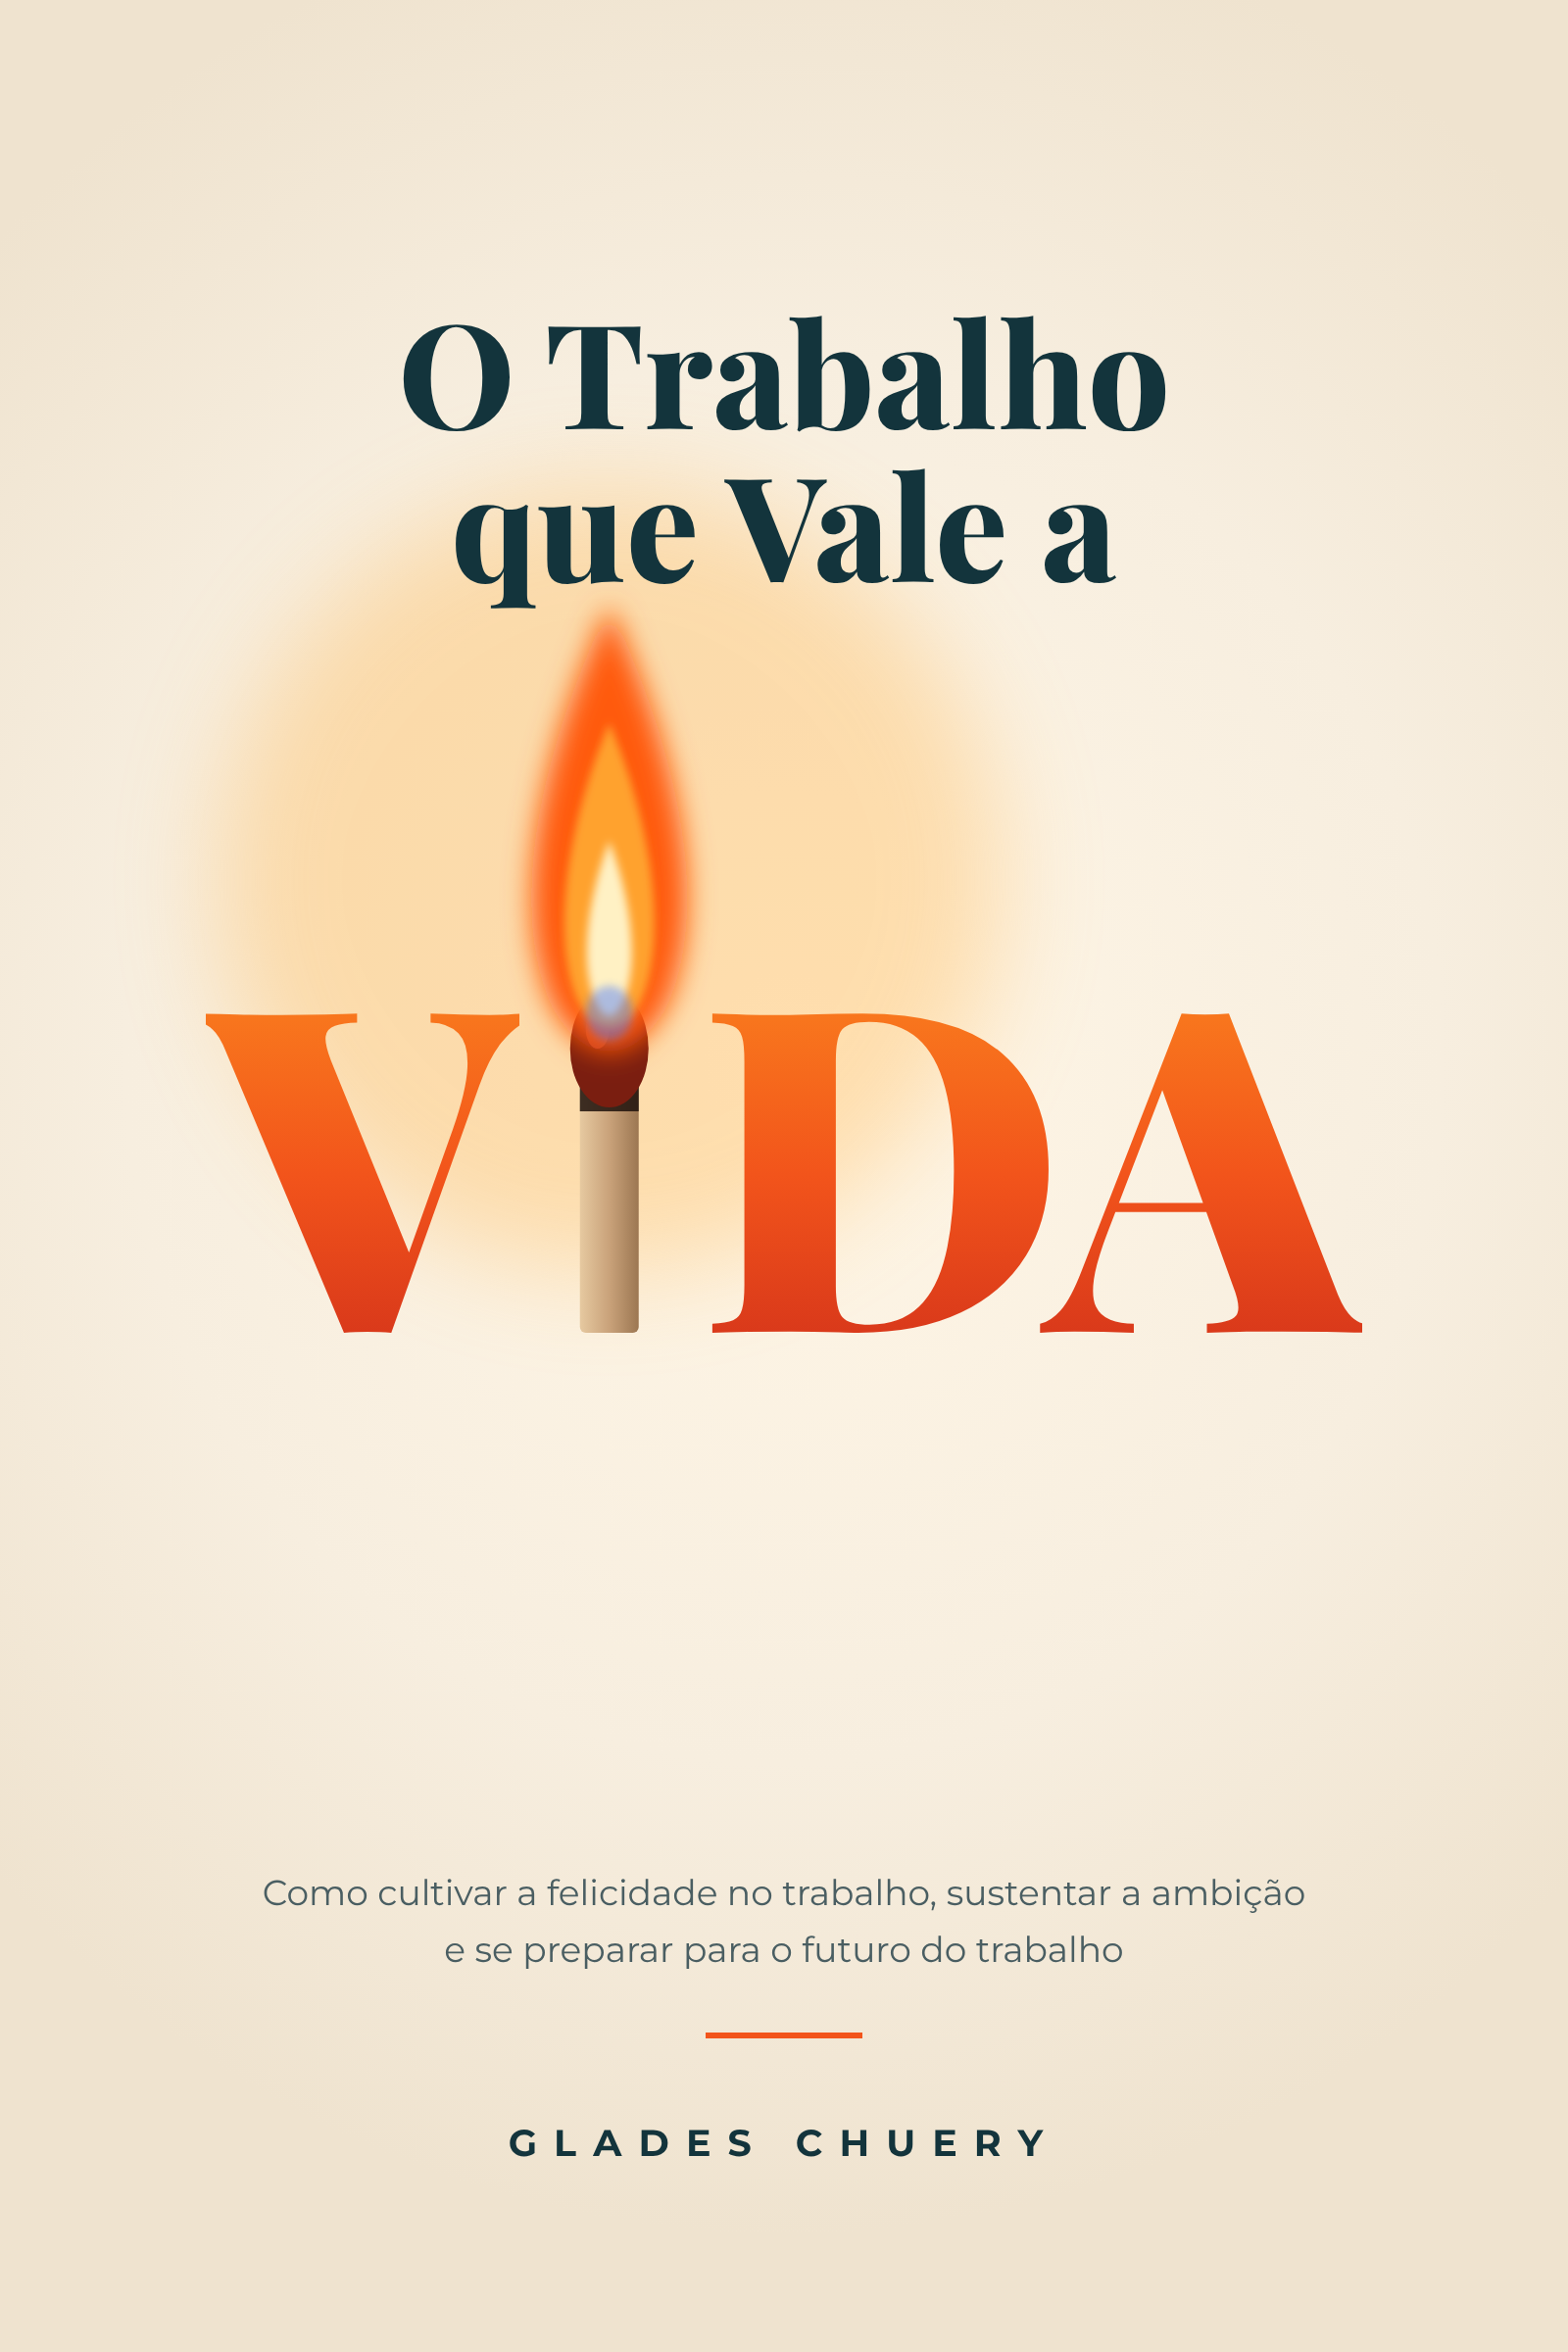 O Trabalho
que Vale a
VIDA
Como cultivar a felicidade no trabalho, sustentar a ambição
e se preparar para o futuro do trabalho
GLADES CHUERY